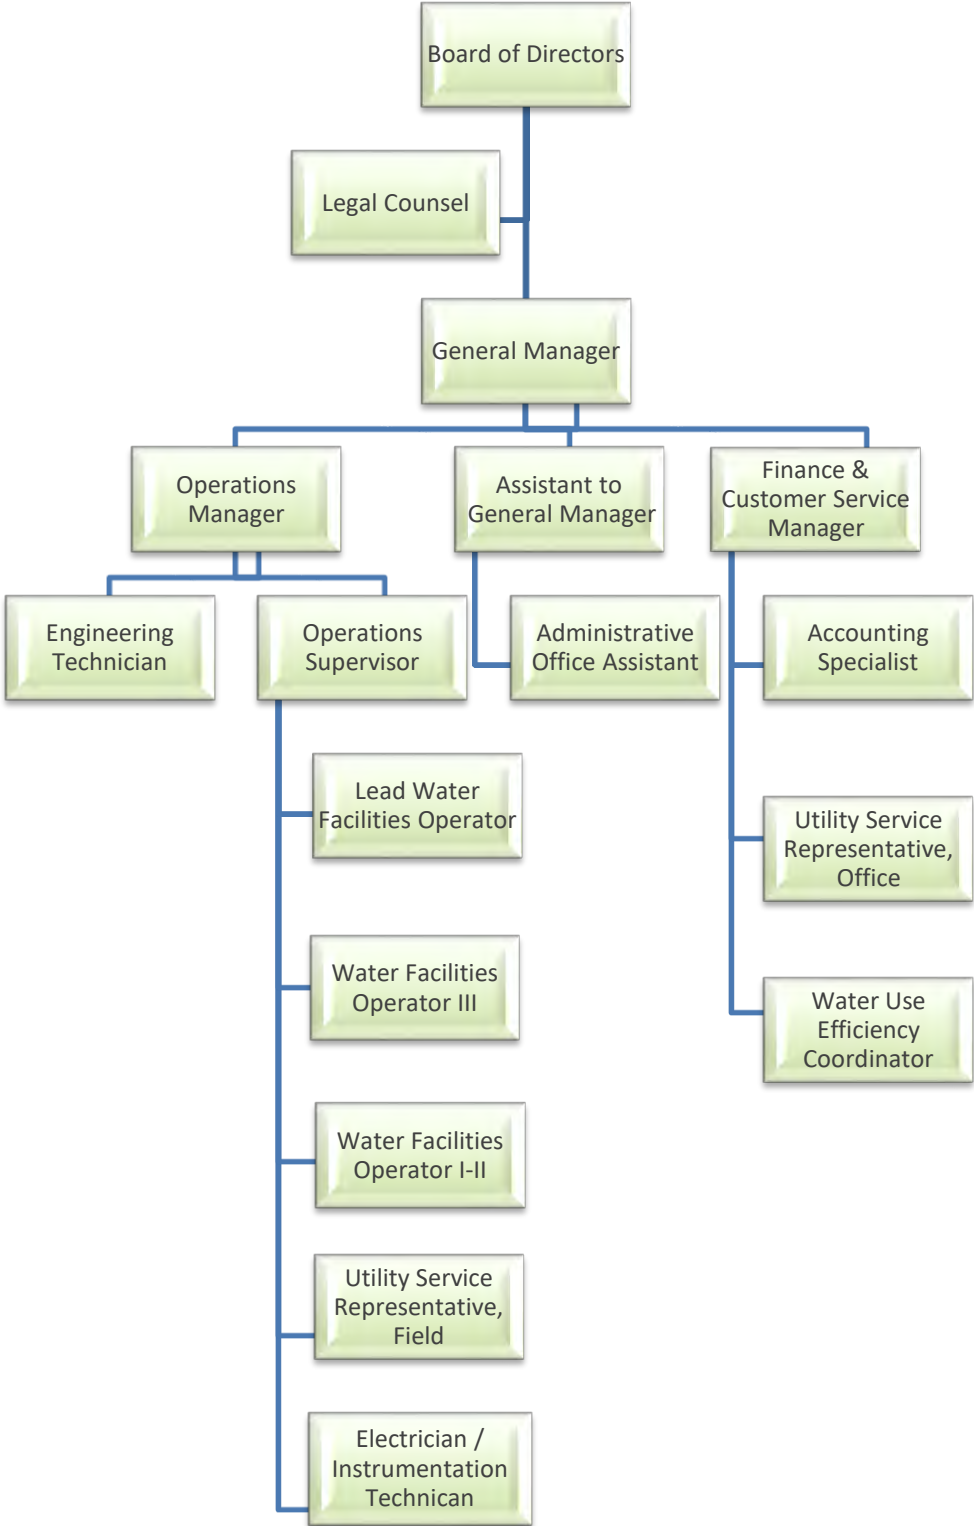 Board of Directors
Legal Counsel
General Manager
Operations
Manager
Assistant to
General Manager
Finance &
Customer Service
Manager
Engineering
Technician
Operations
Supervisor
Administrative
Office Assistant
Accounting
Specialist
Lead Water
Facilities Operator
Utility Service
Representative,
Office
Water Facilities
Operator III
Water Use
Efficiency
Coordinator
Water Facilities
Operator I-II
Utility Service
Representative,
Field
Electrician /
Instrumentation
Technican